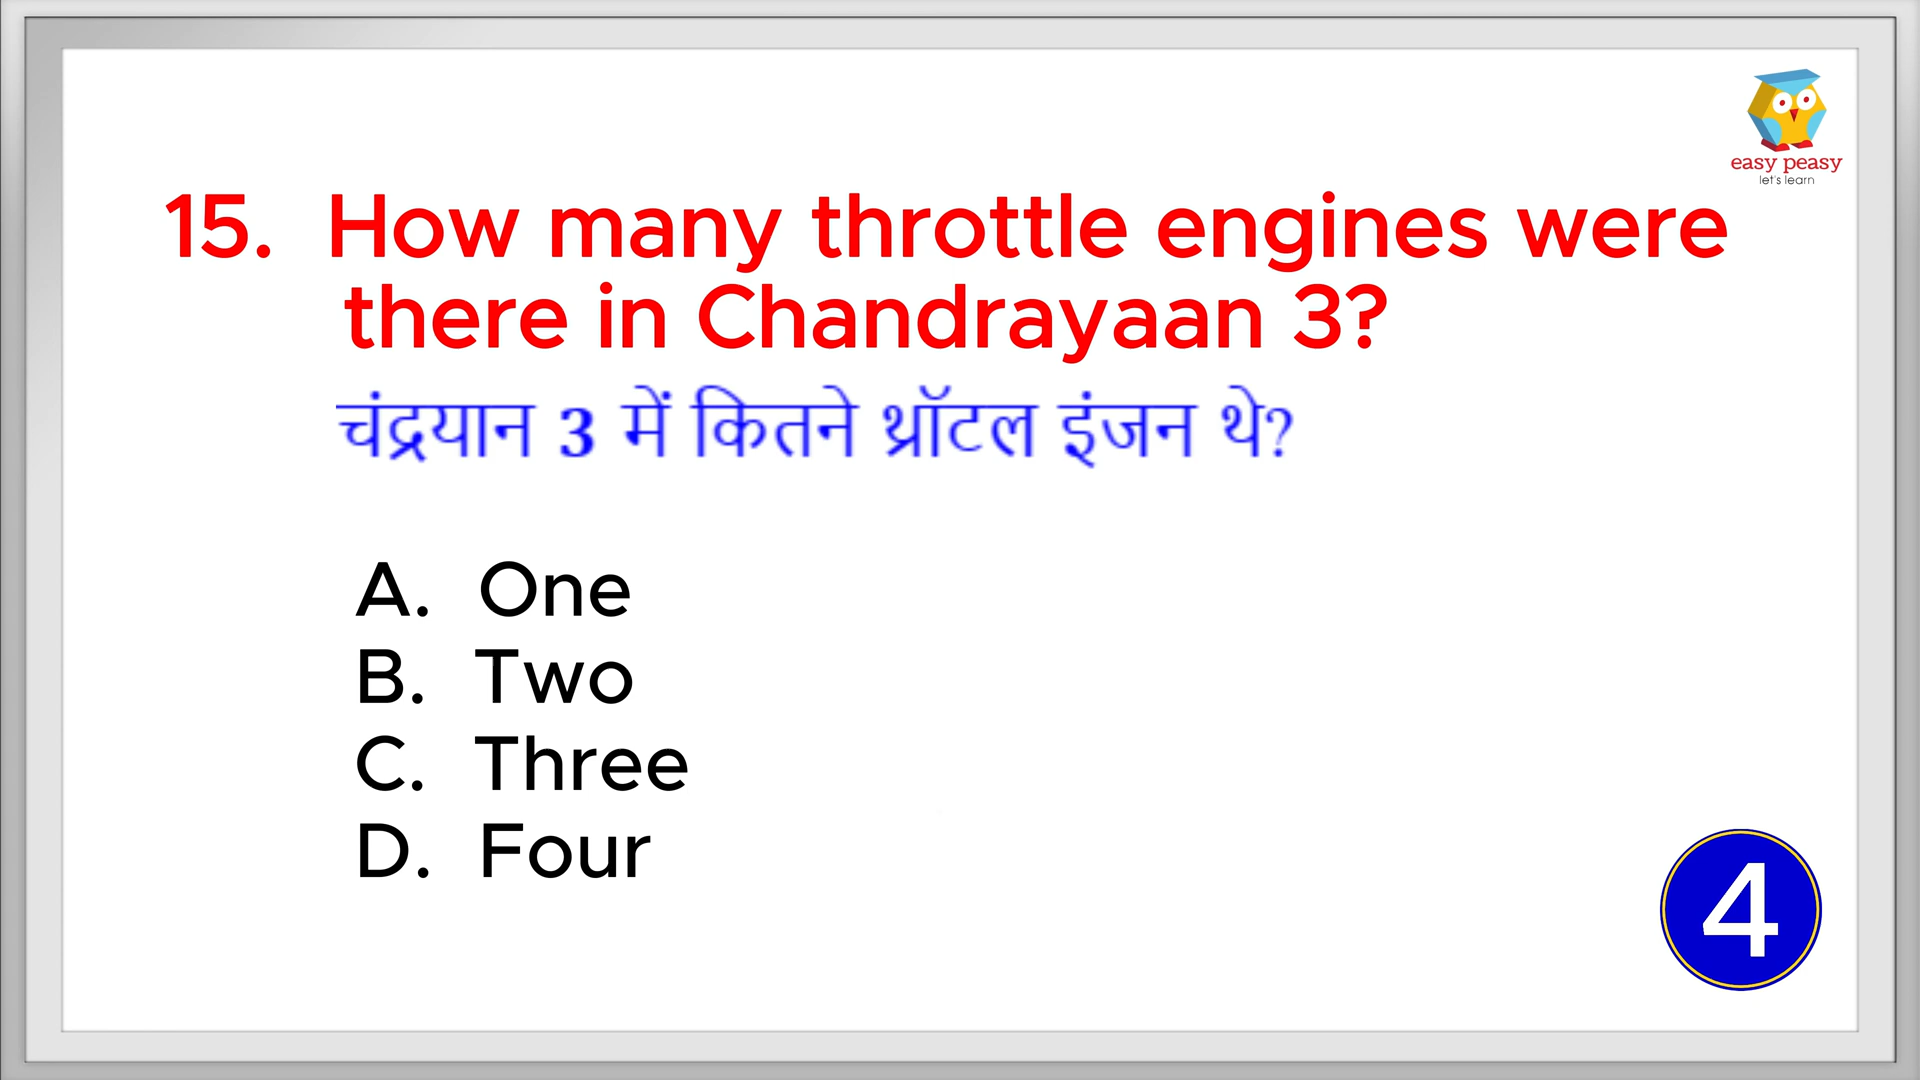 easy peasy
let's learn
15. How many throttle engines were
there in Chandrayaan 3?
चंद्रयान 3 में कितने थ्रॉटल इंजन थे?
A. One
B. Two
C. Three
D. Four
4